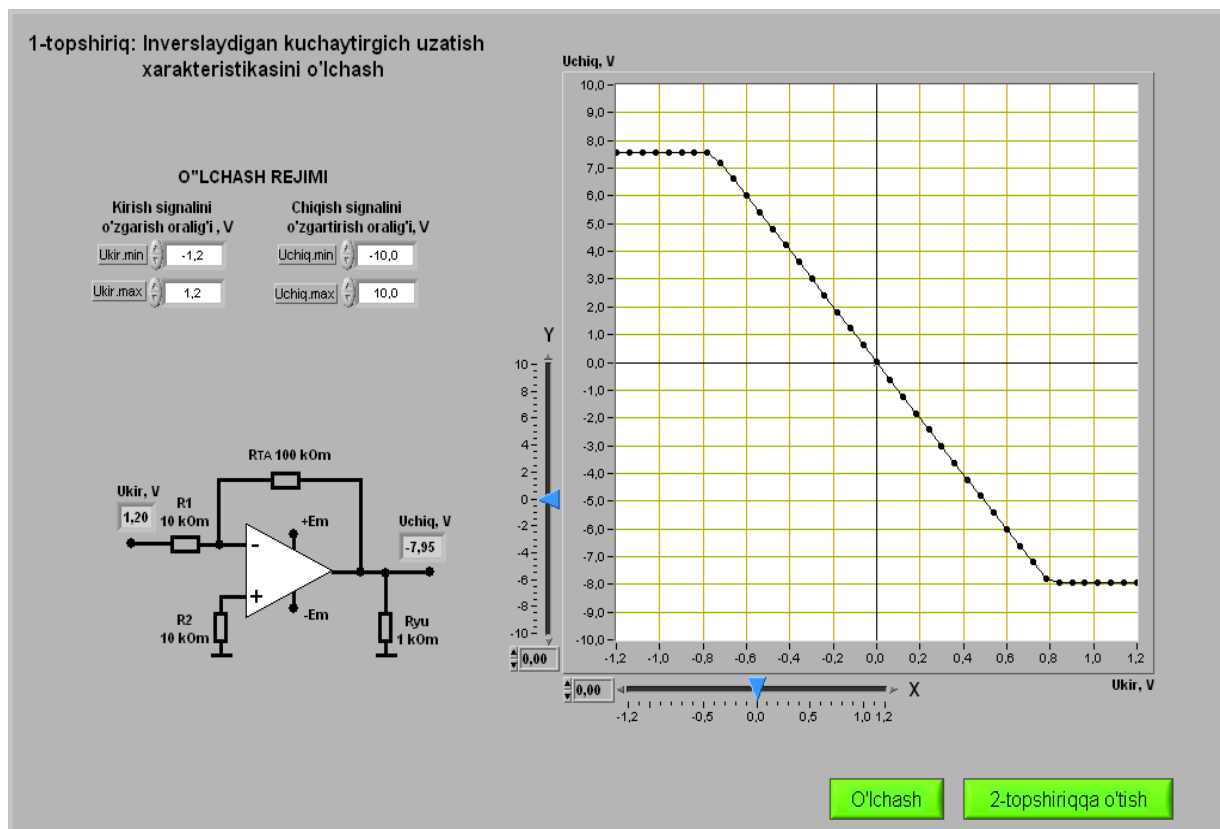 1-topshiriq: Inverslaydigan kuchaytirgich uzatish
xarakteristikasini o'lchash
O"LCHASH REJIMI
Kirish signalini
o'zgarish oralig'i , V
Ukir.min -1,2
Ukir.max 1,2
Chiqish signalini
o'zgartirish oralig'i, V
Uchiq.min -10,0
Uchiq.max 10,0
RTA 100 kOm
Ukir, V
1,20
R1
10 kOm
+Em
Uchiq, V
-7,95
-
+
-Em
R2
10 kOm
Ryu
1 kOm
Y
10
8
6
4
2
0
-2
-4
-6
-8
-10
0,00
Uchiq, V
10,0
9,0
8,0
7,0
6,0
5,0
4,0
3,0
2,0
1,0
0,0
-1,0
-2,0
-3,0
-4,0
-5,0
-6,0
-7,0
-8,0
-9,0
-10,0
-1,2 -1,0 -0,8 -0,6 -0,4 -0,2 0,0 0,2 0,4 0,6 0,8 1,0 1,2
Ukir, V
0,00
X
-1,2 -0,5 0,0 0,5 1,0 1,2
O'lchash
2-topshiriqqa o'tish